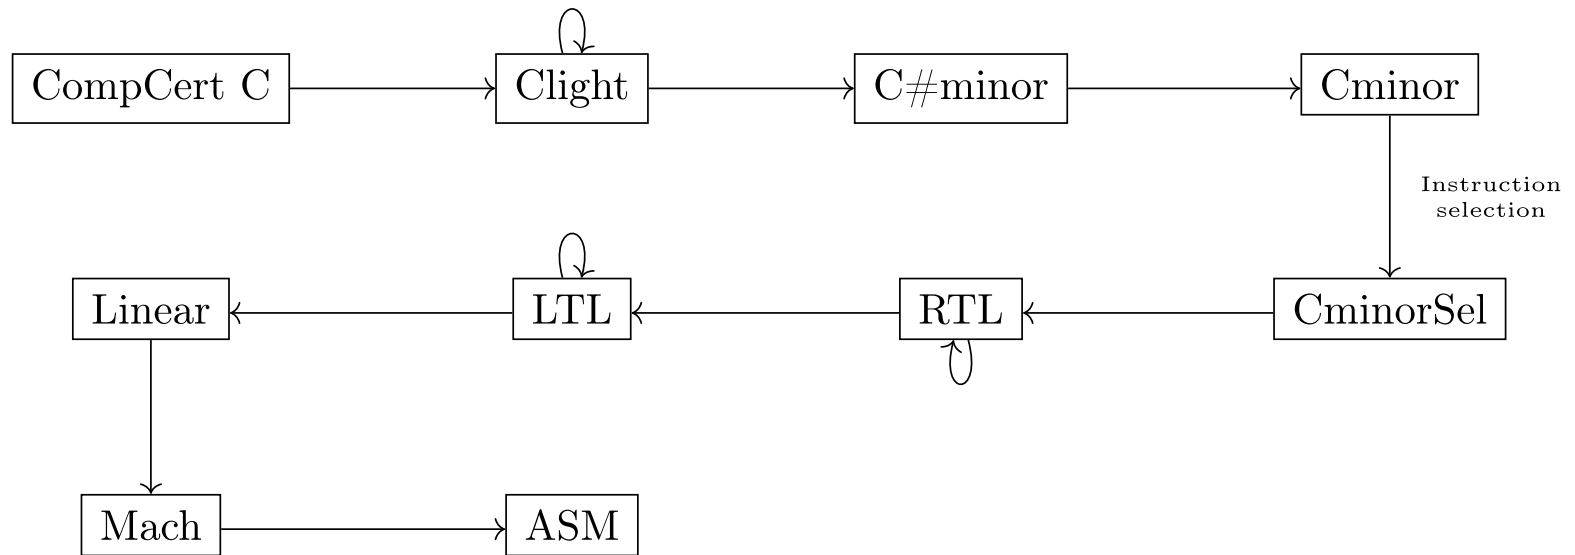 CompCert C
Clight
C#minor
Cminor
Instruction
selection
Linear
LTL
RTL
CminorSel
Mach
ASM